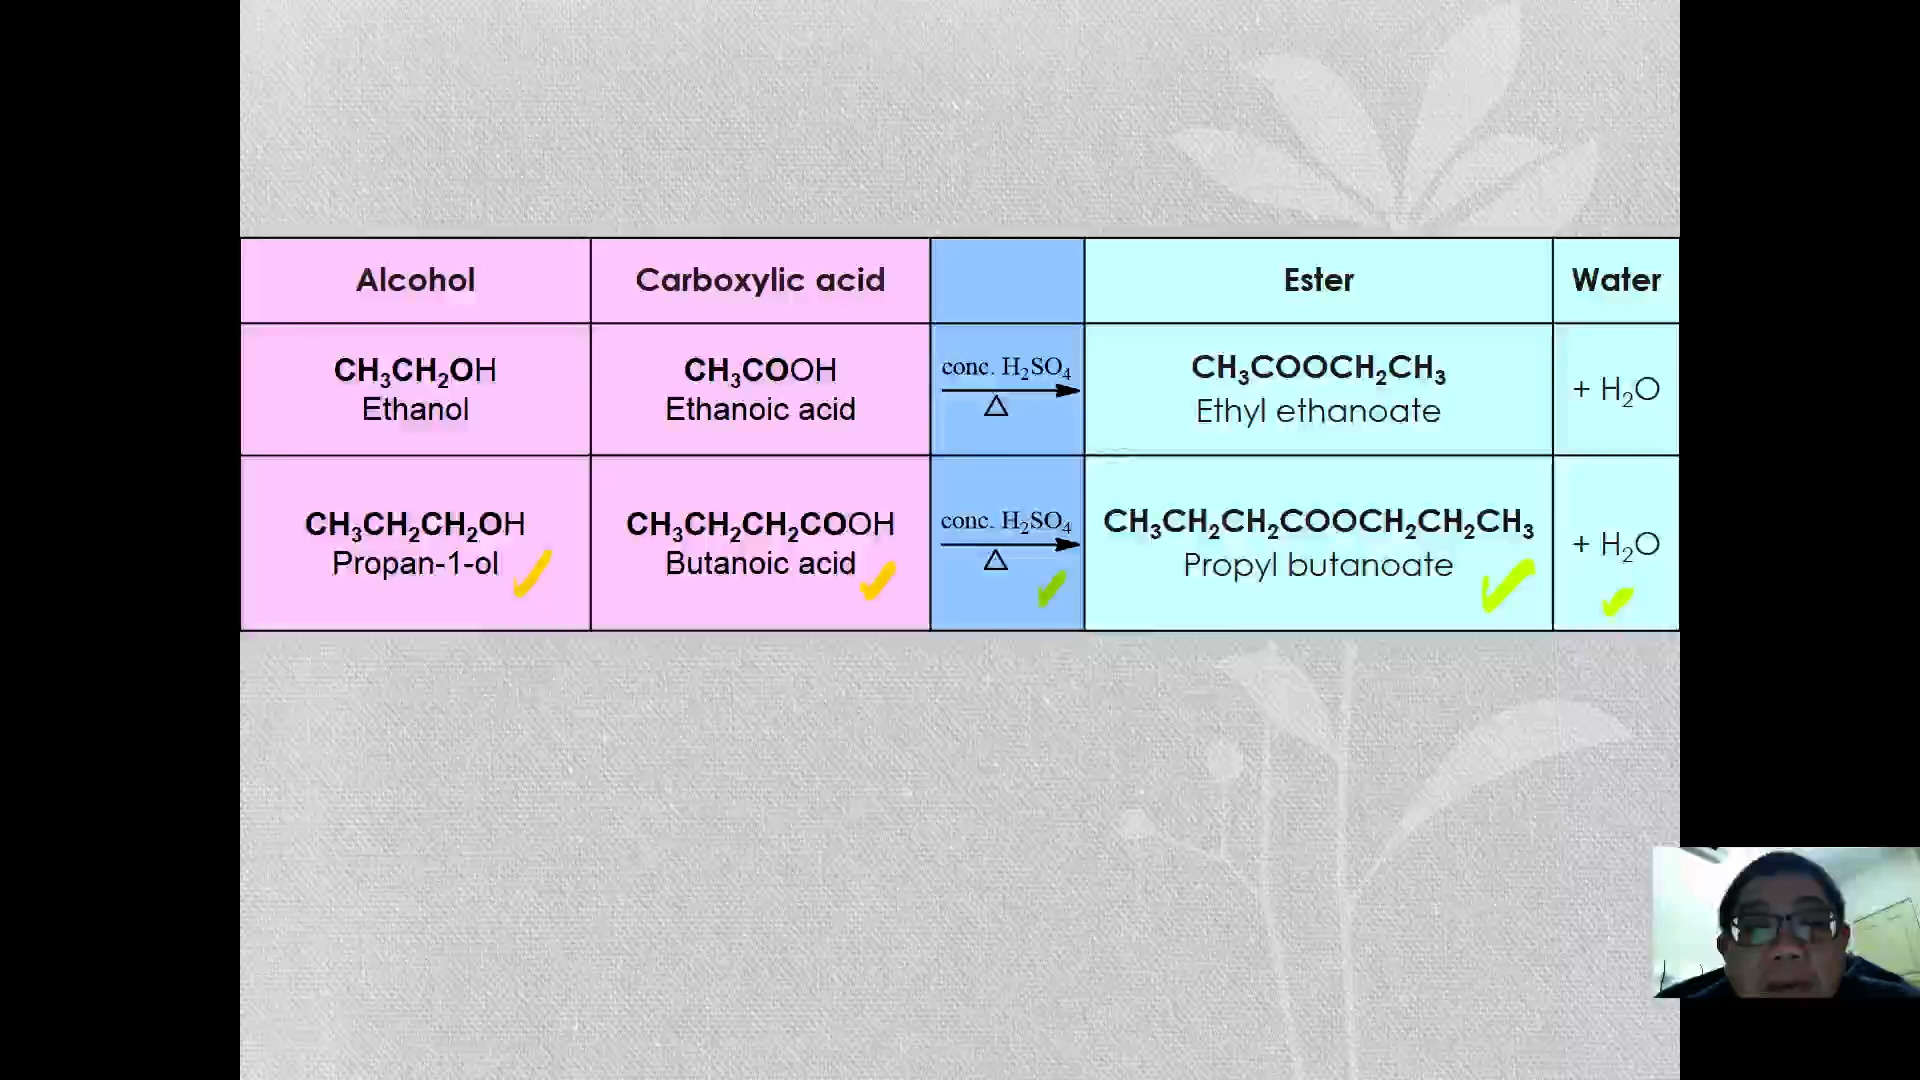 Alcohol Carboxylic acid Ester Water
CH₃CH₂OH CH₃COOH conc. H₂SO₄ CH₃COOCH₂CH₃ + H₂O
Ethanol Ethanoic acid △ Ethyl ethanoate
CH₃CH₂CH₂OH CH₃CH₂CH₂COOH conc. H₂SO₄ CH₃CH₂CH₂COOCH₂CH₂CH₃ + H₂O
Propan-1-ol Butanoic acid △ Propyl butanoate